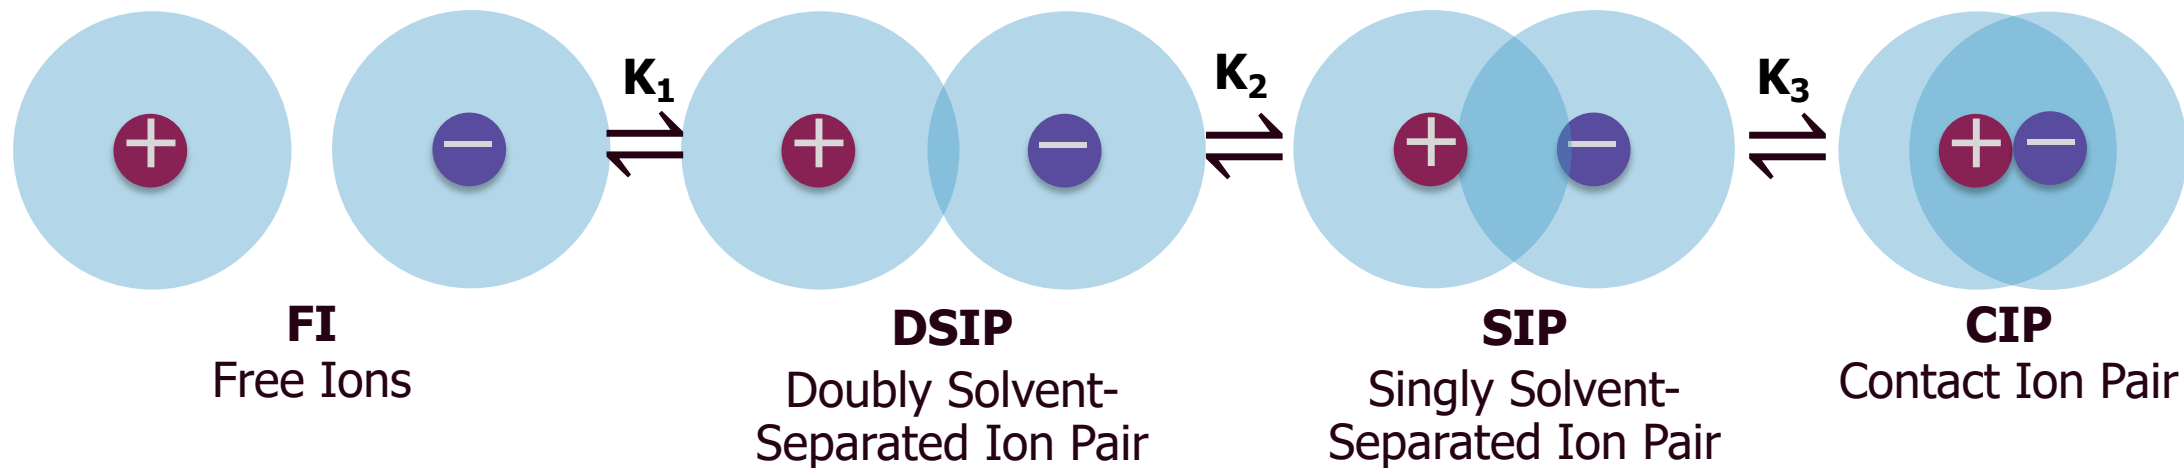 + − K₁ + − K₂ + − K₃ + −
FI
Free Ions
DSIP
Doubly Solvent-
Separated Ion Pair
SIP
Singly Solvent-
Separated Ion Pair
CIP
Contact Ion Pair